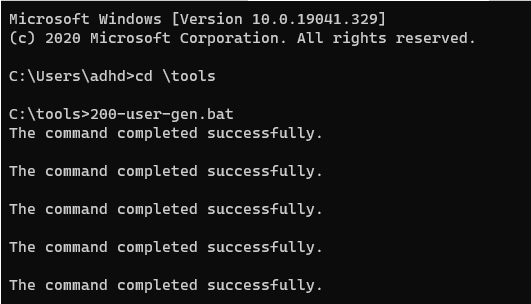 Microsoft Windows [Version 10.0.19041.329]
(c) 2020 Microsoft Corporation. All rights reserved.
C:\Users\adhd>cd \tools
C:\tools>200-user-gen.bat
The command completed successfully.
The command completed successfully.
The command completed successfully.
The command completed successfully.
The command completed successfully.